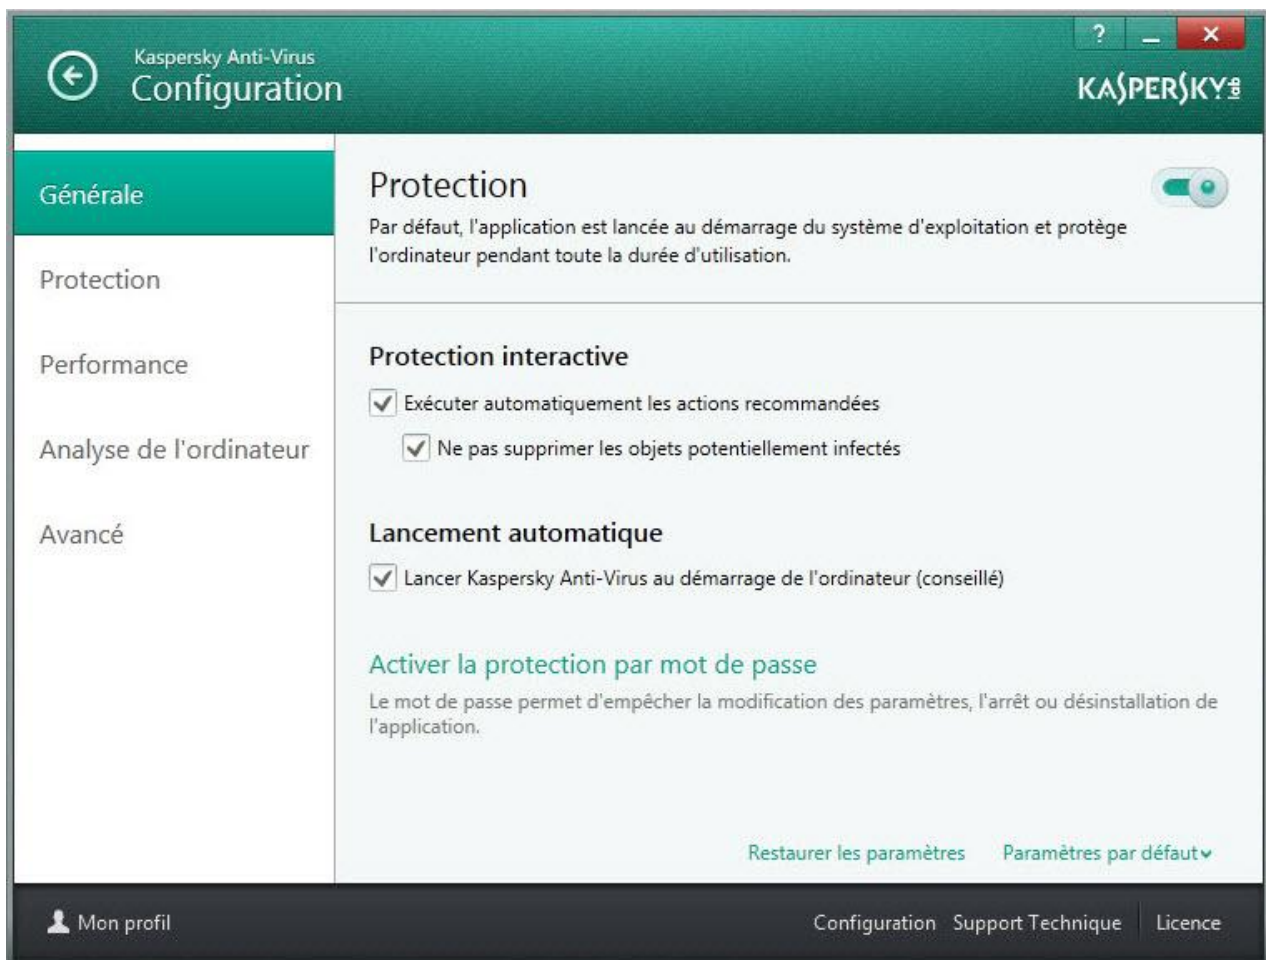 ?
Kaspersky Anti-Virus
Configuration
KASPERSKY lab
Générale
Protection
Performance
Analyse de l'ordinateur
Avancé
Protection
Par défaut, l'application est lancée au démarrage du système d'exploitation et protège
l'ordinateur pendant toute la durée d'utilisation.
Protection interactive
Exécuter automatiquement les actions recommandées
Ne pas supprimer les objets potentiellement infectés
Lancement automatique
Lancer Kaspersky Anti-Virus au démarrage de l'ordinateur (conseillé)
Activer la protection par mot de passe
Le mot de passe permet d'empêcher la modification des paramètres, l'arrêt ou désinstallation de
l'application.
Restaurer les paramètres Paramètres par défaut
Mon profil Configuration Support Technique Licence